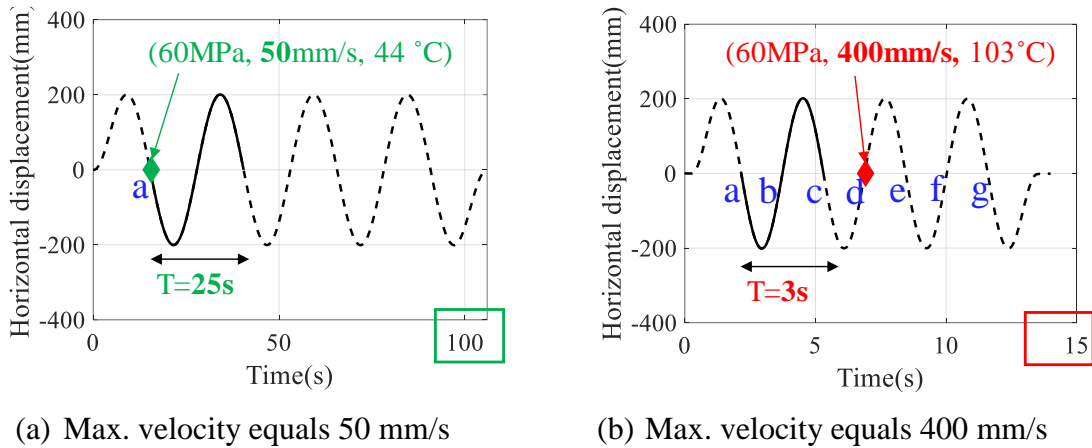 Horizontal displacement(mm)
400
200
0
-200
-400
(60MPa, 50mm/s, 44 ˚C)
a
T=25s
0
50
100
Time(s)
(a) Max. velocity equals 50 mm/s
Horizontal displacement(mm)
400
200
0
-200
-400
(60MPa, 400mm/s, 103˚C)
a b c d e f g
T=3s
0
5
10
15
Time(s)
(b) Max. velocity equals 400 mm/s